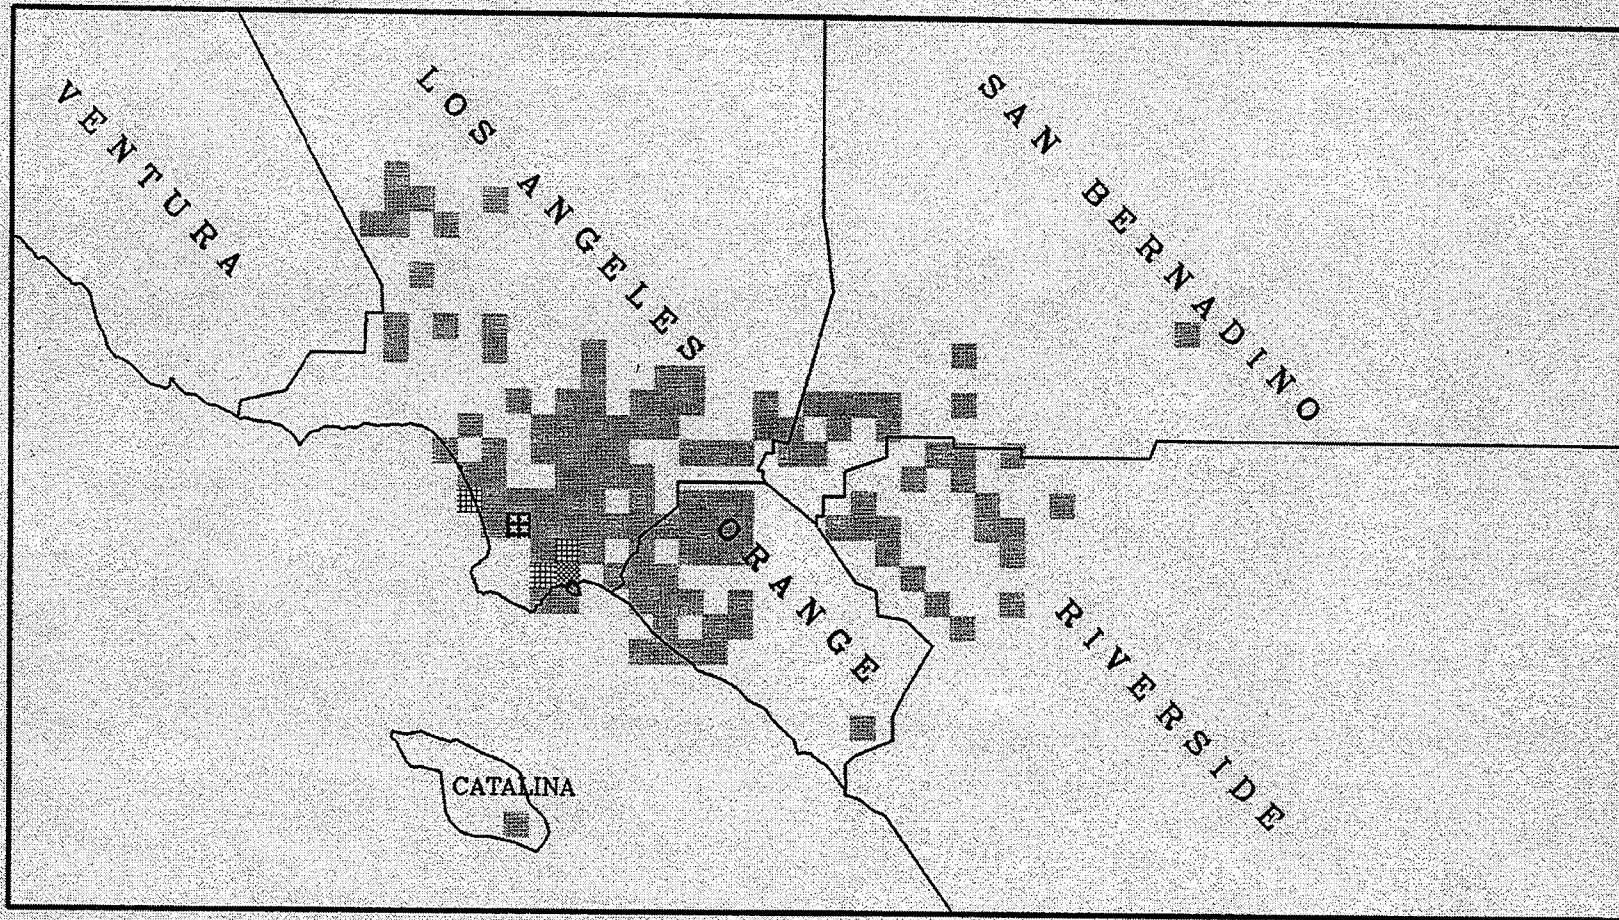 VENTURA
LOS ANGELES
SAN BERNADINO
ORANGE
RIVERSIDE
CATALINA